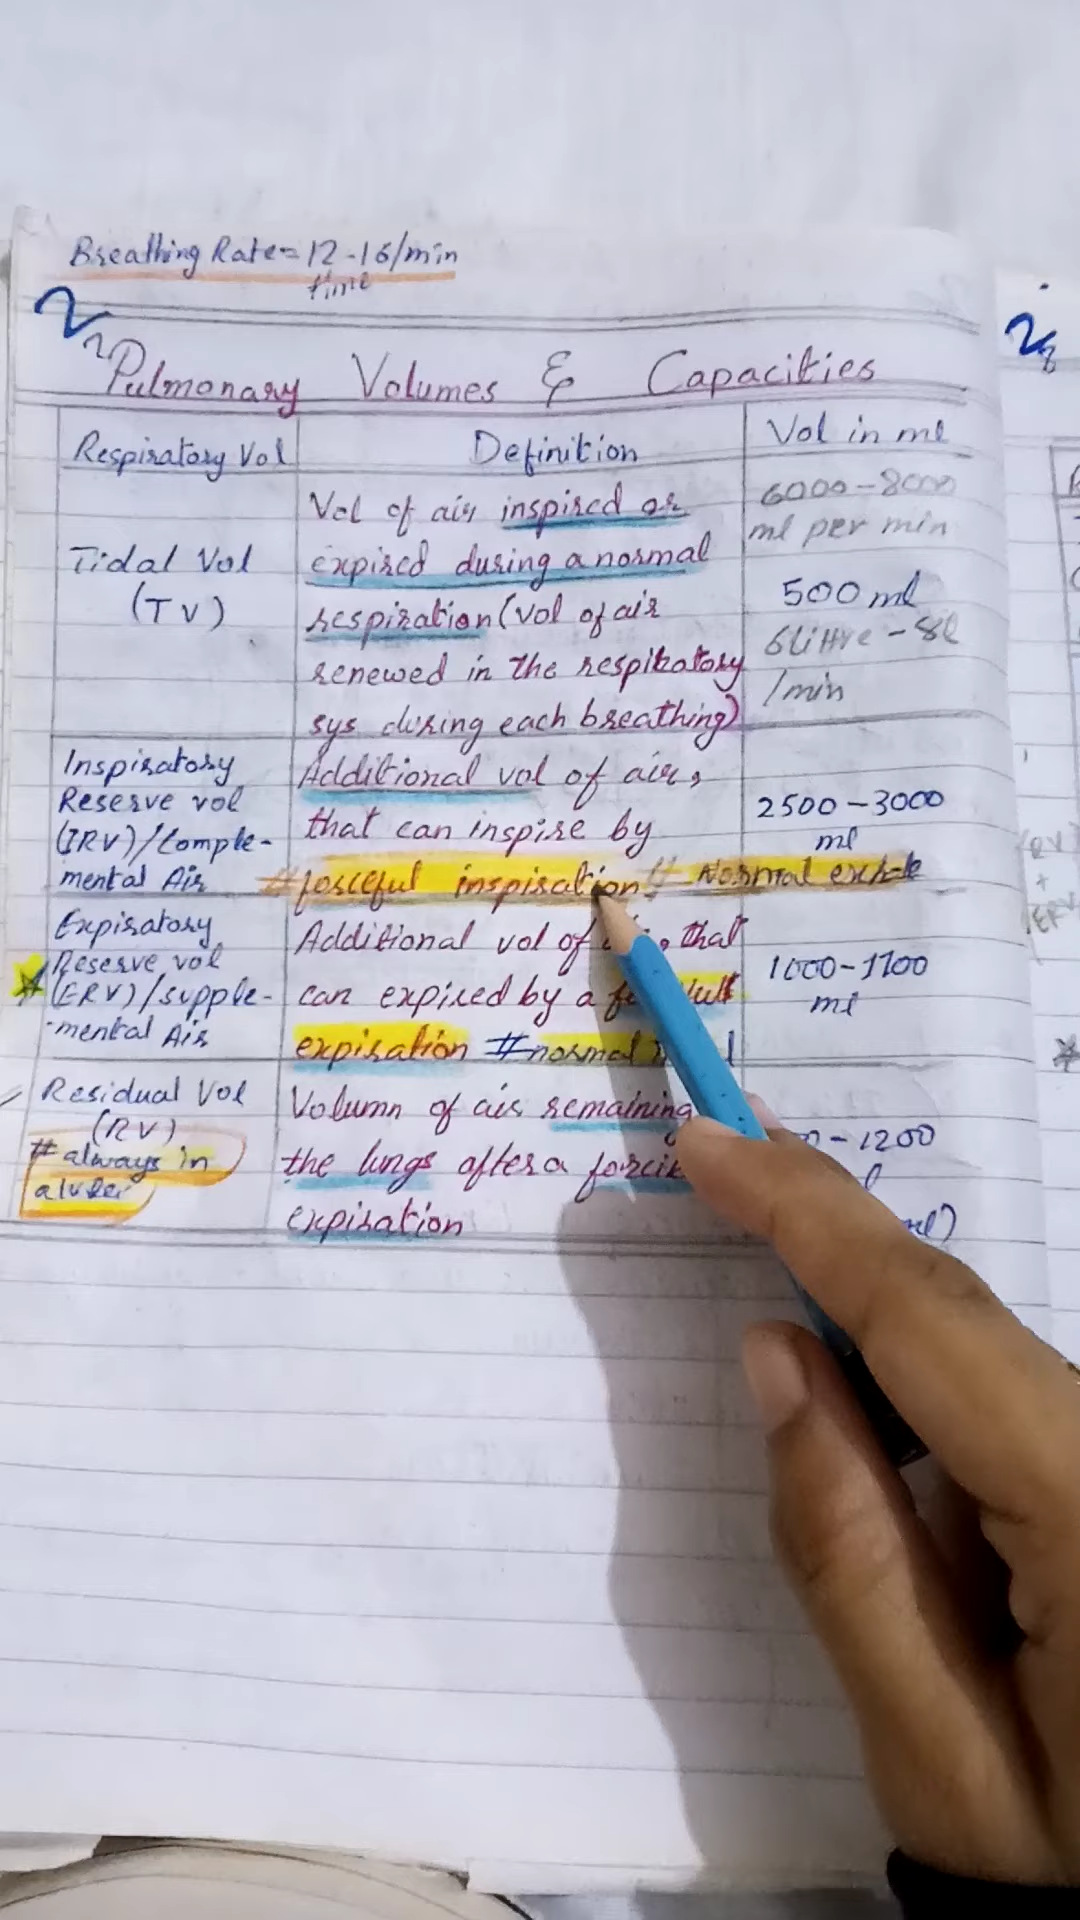 Breathing Rate = 12-16/min
time
Pulmonary Volumes & Capacities
Respiratory Vol
Definition
Vol in ml
Tidal Vol
(TV)
Vol of air inspired or
expired during a normal
respiration (vol of air
renewed in the respiratory
sys during each breathing)
6000-8000
ml per min
500 ml
6littre-8l
/min
Inspiratory
Reserve vol
(IRV)/Comple-
mental Air
Additional vol of air,
that can inspire by
#forceful inspiration
Normal exhale
2500-3000
ml
Expiratory
Reserve vol
(ERV)/supple-
-mental Air
Additional vol of that
can expired by a
expiration #normal
1000-1100
ml
Residual Vol
(RV)
#always in
Volumn of air remaining
the lungs after a
expiration
-1200
RV
+
ERV